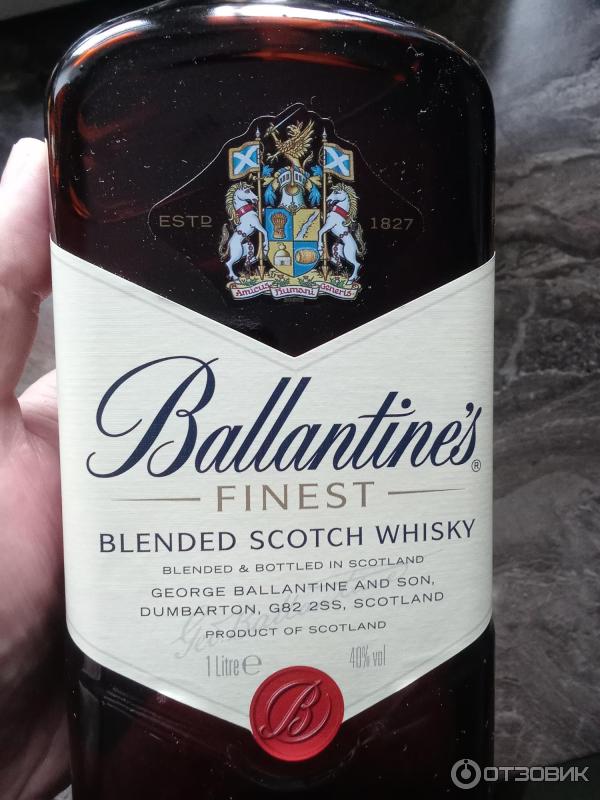 ESTD 1827
Amicus Humani Generis
Ballantine's®
FINEST
BLENDED SCOTCH WHISKY
BLENDED & BOTTLED IN SCOTLAND
GEORGE BALLANTINE AND SON,
DUMBARTON, G82 2SS, SCOTLAND
PRODUCT OF SCOTLAND
1 Litre ℮ 40% vol
B
ОТЗОВИК